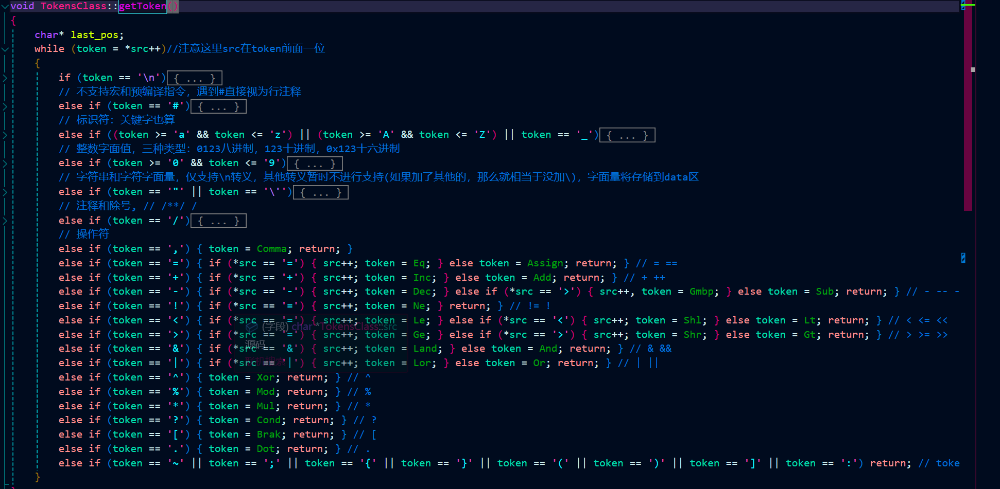 void TokensClass::getToken()
{
char* last_pos;
while (token = *src++)//注意这里src在token前面一位
{
if (token == '\n'){ ... }
// 不支持宏和预编译指令，遇到#直接视为行注释
else if (token == '#'){ ... }
// 标识符：关键字也算
else if ((token >= 'a' && token <= 'z') || (token >= 'A' && token <= 'Z') || token == '_'){ ... }
// 整数字面值，三种类型：0123八进制，123十进制，0x123十六进制
else if (token >= '0' && token <= '9'){ ... }
// 字符串和字符字面量，仅支持\n转义，其他转义暂时不进行支持(如果加了其他的，那么就相当于没加\)，字面量将存储到data区
else if (token == '"' || token == '\''){ ... }
// 注释和除号，// /**/ /
else if (token == '/'){ ... }
// 操作符
else if (token == ',') { token = Comma; return; }
else if (token == '=') { if (*src == '=') { src++; token = Eq; } else token = Assign; return; } // = ==
else if (token == '+') { if (*src == '+') { src++; token = Inc; } else token = Add; return; } // + ++
else if (token == '-') { if (*src == '-') { src++; token = Dec; } else if (*src == '>') { src++, token = Gmbp; } else token = Sub; return; } // - -- -
else if (token == '!') { if (*src == '=') { src++; token = Ne; } return; } // != !
else if (token == '<') { if (*src == '=') { src++; token = Le; } else if (*src == '<') { src++; token = Shl; } else token = Lt; return; } // < <= <<
(字段) char *TokensClass::src
else if (token == '>') { if (*src == '=') { src++; token = Ge; } else if (*src == '>') { src++; token = Shr; } else token = Gt; return; } // > >= >>
源码
else if (token == '&') { if (*src == '&') { src++; token = Land; } else token = And; return; } // & &&
联机搜索
else if (token == '|') { if (*src == '|') { src++; token = Lor; } else token = Or; return; } // | ||
else if (token == '^') { token = Xor; return; } // ^
else if (token == '%') { token = Mod; return; } // %
else if (token == '*') { token = Mul; return; } // *
else if (token == '?') { token = Cond; return; } // ?
else if (token == '[') { token = Brak; return; } // [
else if (token == '.') { token = Dot; return; } // .
else if (token == '~' || token == ';' || token == '{' || token == '}' || token == '(' || token == ')' || token == ']' || token == ':') return; // toke
}